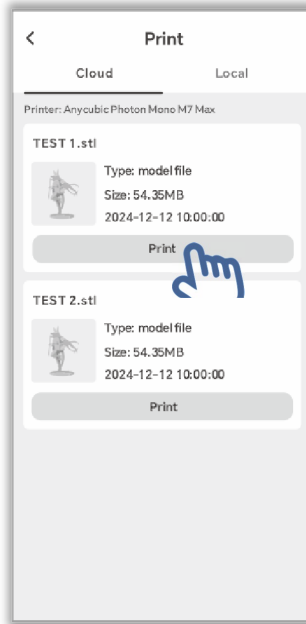 Print
Cloud Local
Printer: Anycubic Photon Mono M7 Max
TEST 1.stl
Type: model file
Size: 54.35MB
2024-12-12 10:00:00
Print
TEST 2.stl
Type: model file
Size: 54.35MB
2024-12-12 10:00:00
Print